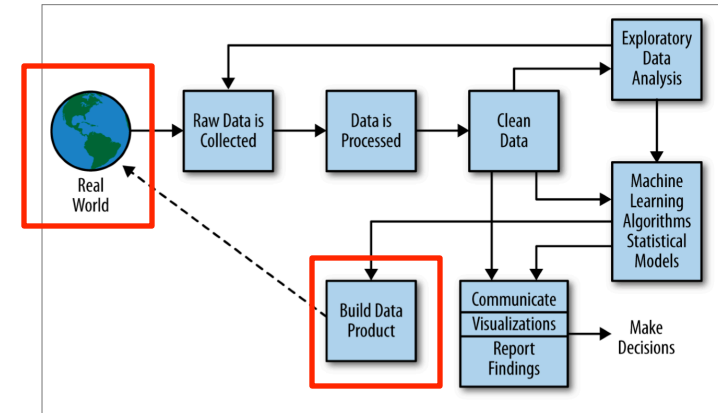 Exploratory
Data
Analysis
Raw Data is
Collected
Data is
Processed
Clean
Data
Real
World
Machine
Learning
Algorithms
Statistical
Models
Build Data
Product
Communicate
Visualizations
Report
Findings
Make
Decisions